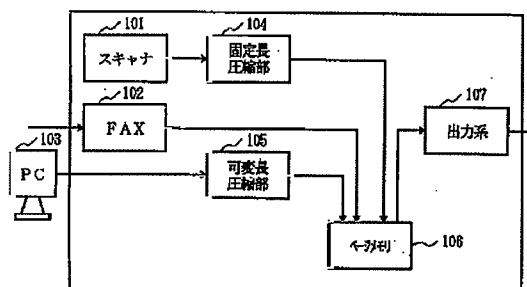 101
スキャナ
104
固定長
圧縮部
102
FAX
103
PC
105
可変長
圧縮部
107
出力系
ページメモリ
106